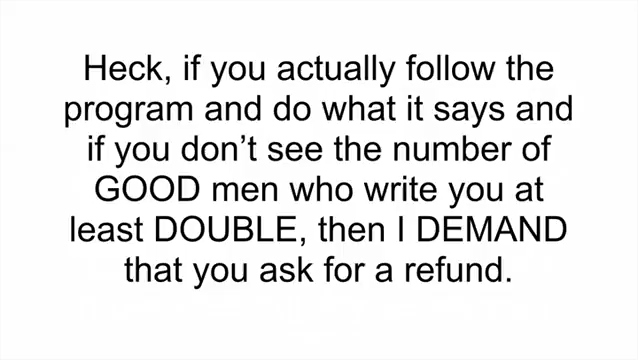 Heck, if you actually follow the
program and do what it says and
if you don’t see the number of
GOOD men who write you at
least DOUBLE, then I DEMAND
that you ask for a refund.